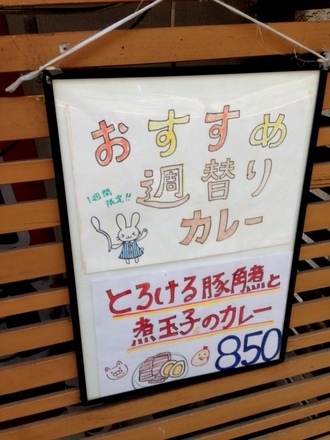 おすすめ
週替り
カレー
1週間
限定!!
とろける豚角煮と
煮玉子のカレー
850